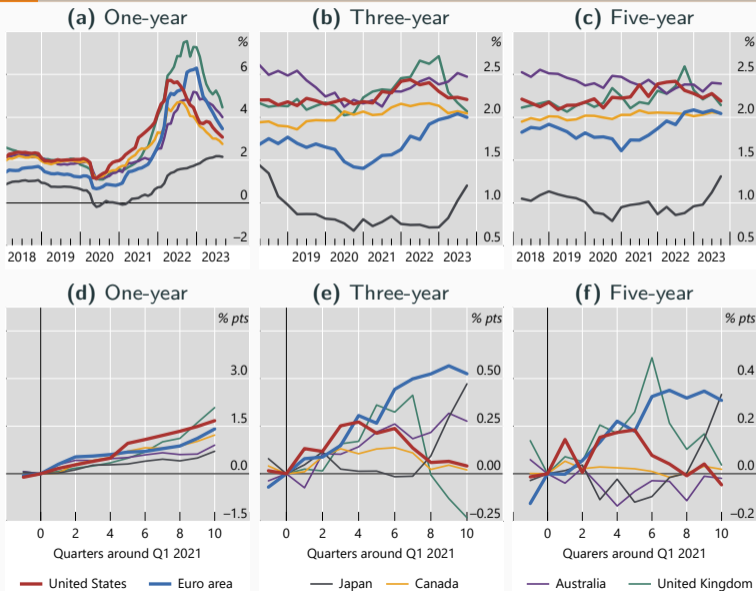 (a) One-year
%
6
4
2
0
−2
2018 2019 2020 2021 2022 2023
(b) Three-year
%
2.5
2.0
1.5
1.0
0.5
2019 2020 2021 2022 2023
(c) Five-year
%
2.5
2.0
1.5
1.0
0.5
2018 2019 2020 2021 2022 2023
(d) One-year
% pts
3.0
1.5
0.0
−1.5
0 2 4 6 8 10
Quarters around Q1 2021
(e) Three-year
% pts
0.50
0.25
0.00
−0.25
0 2 4 6 8 10
Quarters around Q1 2021
(f) Five-year
% pts
0.4
0.2
0.0
−0.2
0 2 4 6 8 10
Quarters around Q1 2021
United States Euro area Japan Canada Australia United Kingdom